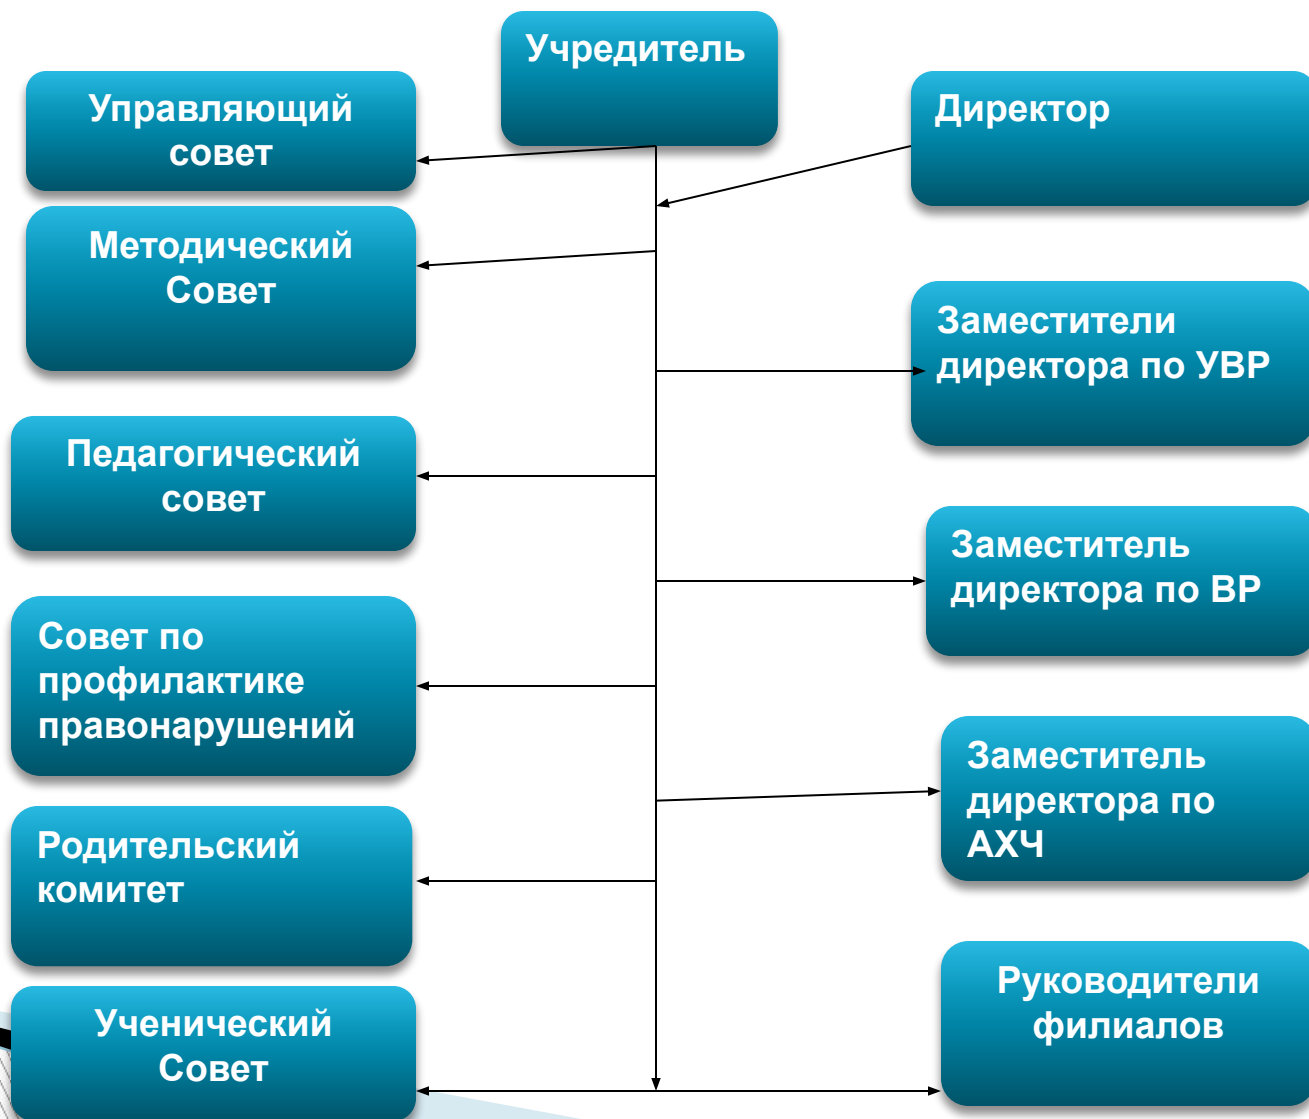 Учредитель
Управляющий
совет
Директор
Методический
Совет
Заместители
директора по УВР
Педагогический
совет
Заместитель
директора по ВР
Совет по
профилактике
правонарушений
Заместитель
директора по
АХЧ
Родительский
комитет
Руководители
филиалов
Ученический
Совет